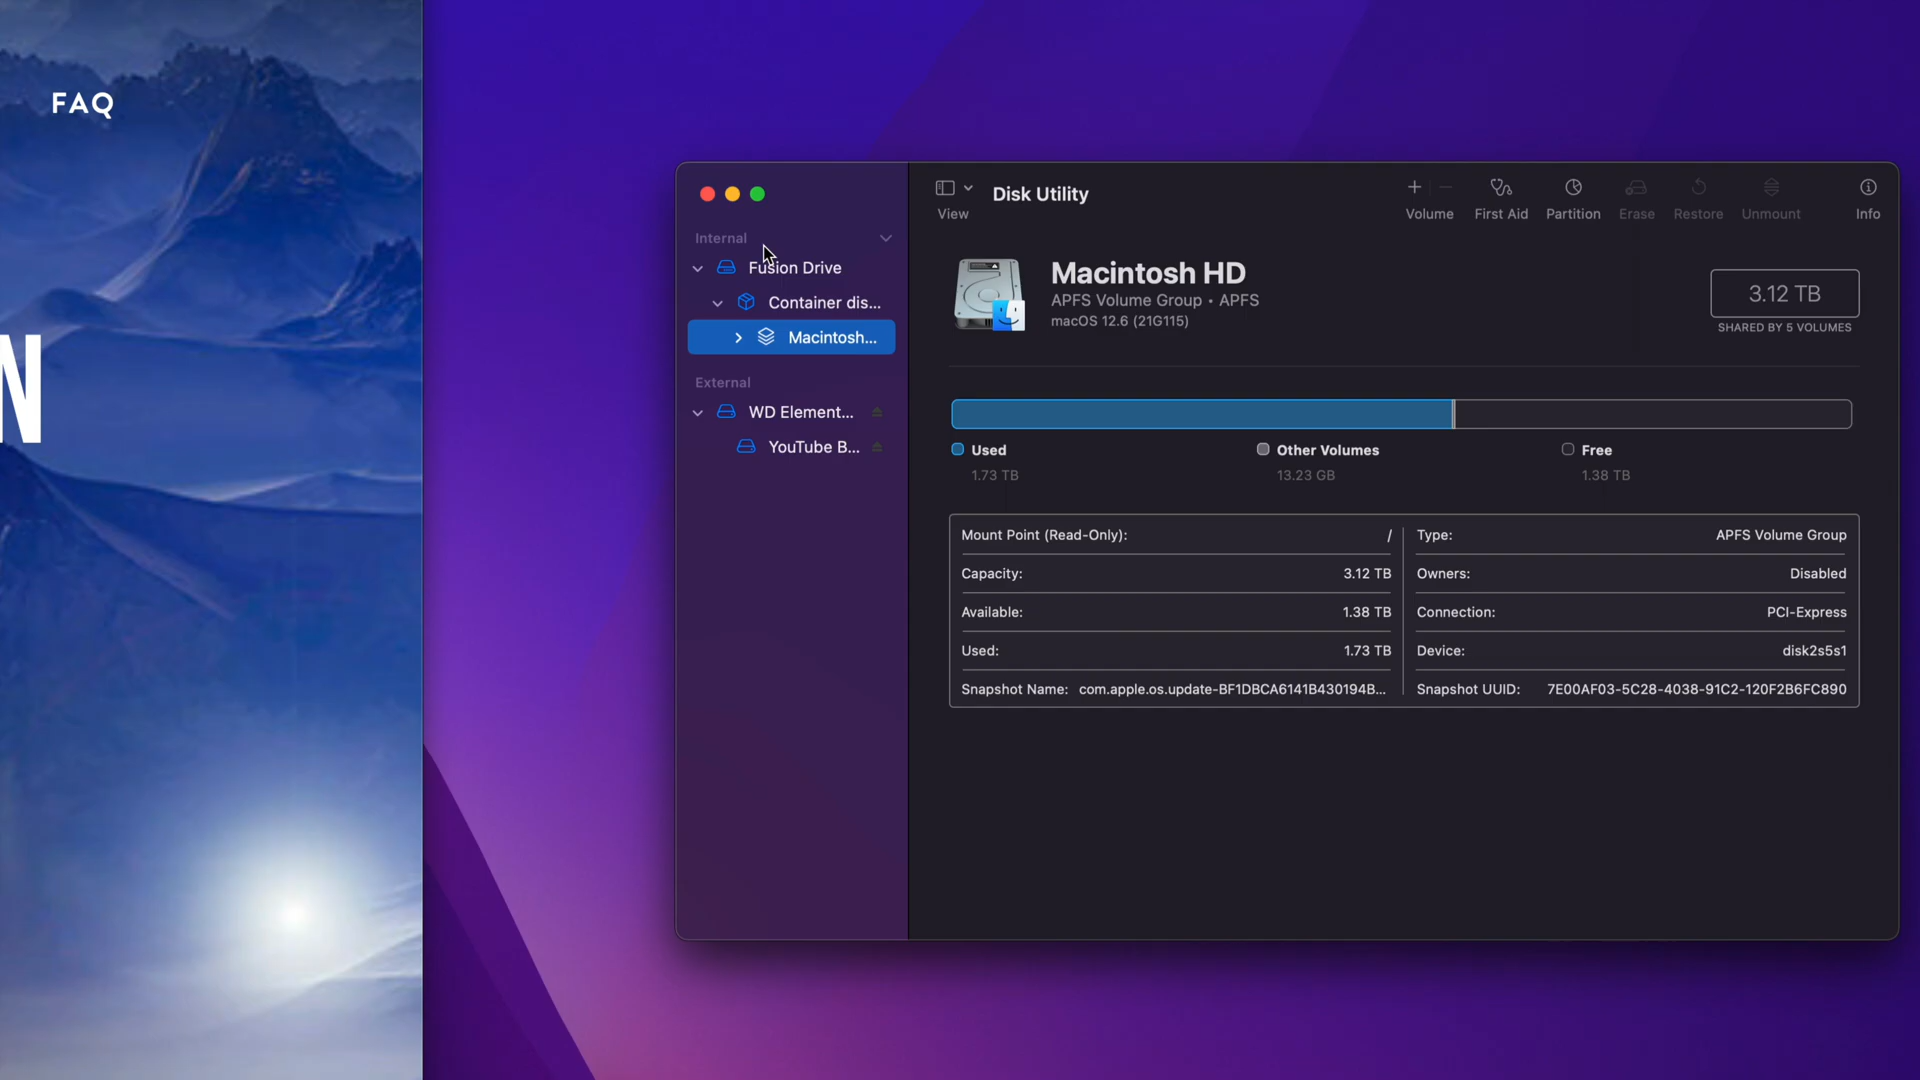 FAQ
N
Disk Utility
View
Volume
First Aid
Partition
Erase
Restore
Unmount
Info
Internal
Fusion Drive
Container dis...
Macintosh...
External
WD Element...
YouTube B...
Macintosh HD
APFS Volume Group • APFS
macOS 12.6 (21G115)
3.12 TB
SHARED BY 5 VOLUMES
Used
1.73 TB
Other Volumes
13.23 GB
Free
1.38 TB
Mount Point (Read-Only): /
Capacity: 3.12 TB
Available: 1.38 TB
Used: 1.73 TB
Snapshot Name: com.apple.os.update-BF1DBCA6141B430194B...
Type: APFS Volume Group
Owners: Disabled
Connection: PCI-Express
Device: disk2s5s1
Snapshot UUID: 7E00AF03-5C28-4038-91C2-120F2B6FC890